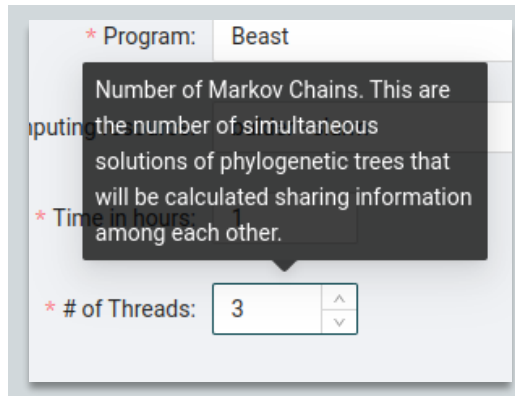 * Program: Beast
Number of Markov Chains. This are
the number of simultaneous
solutions of phylogenetic trees that
will be calculated sharing information
among each other.
* Time in hours: 1
* # of Threads: 3